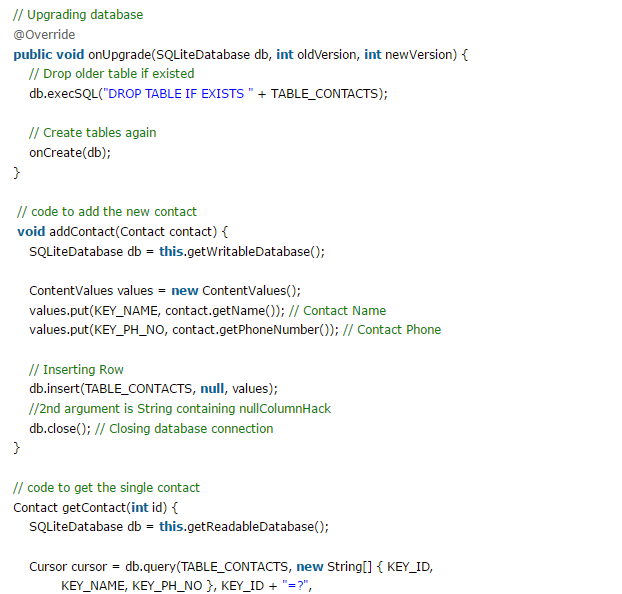 // Upgrading database
@Override
public void onUpgrade(SQLiteDatabase db, int oldVersion, int newVersion) {
// Drop older table if existed
db.execSQL("DROP TABLE IF EXISTS " + TABLE_CONTACTS);
// Create tables again
onCreate(db);
}
// code to add the new contact
void addContact(Contact contact) {
SQLiteDatabase db = this.getWritableDatabase();
ContentValues values = new ContentValues();
values.put(KEY_NAME, contact.getName()); // Contact Name
values.put(KEY_PH_NO, contact.getPhoneNumber()); // Contact Phone
// Inserting Row
db.insert(TABLE_CONTACTS, null, values);
//2nd argument is String containing nullColumnHack
db.close(); // Closing database connection
}
// code to get the single contact
Contact getContact(int id) {
SQLiteDatabase db = this.getReadableDatabase();
Cursor cursor = db.query(TABLE_CONTACTS, new String[] { KEY_ID,
KEY_NAME, KEY_PH_NO }, KEY_ID + "=?",